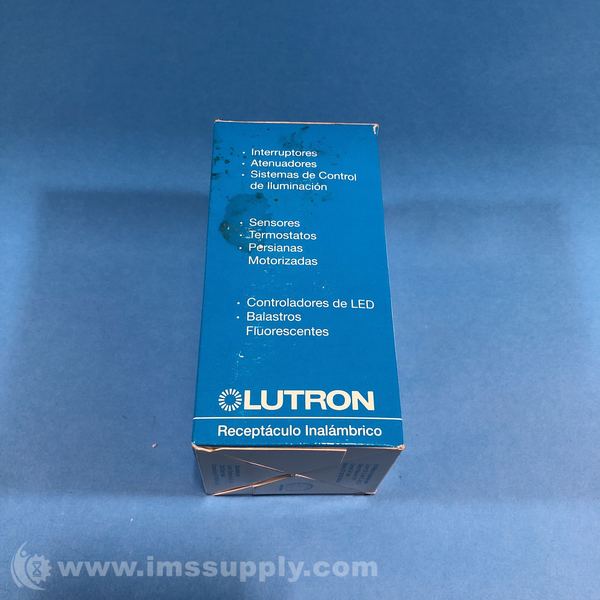 • Interruptores
• Atenuadores
• Sistemas de Control
de Iluminación
• Sensores
• Termostatos
• Persianas
Motorizadas
• Controladores de LED
• Balastros
Fluorescentes
LUTRON
Receptáculo Inalámbrico
www.imssupply.com